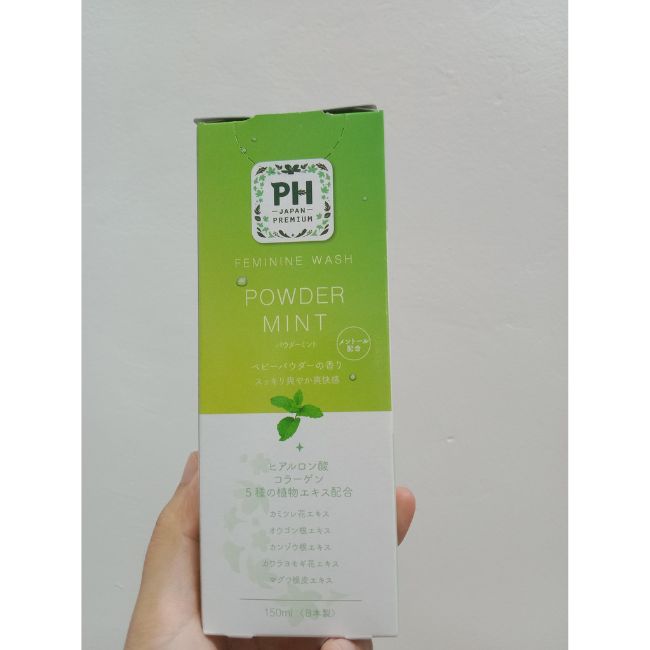 PH
JAPAN
PREMIUM
FEMININE WASH
POWDER
MINT
パウダーミント
メントール
配合
ベビーパウダーの香り
スッキリ爽やか爽快感
ヒアルロン酸
コラーゲン
5種の植物エキス配合
カミツレ花エキス
オウゴン根エキス
カンゾウ根エキス
カワラヨモギ花エキス
マグワ根皮エキス
150ml〈日本製〉